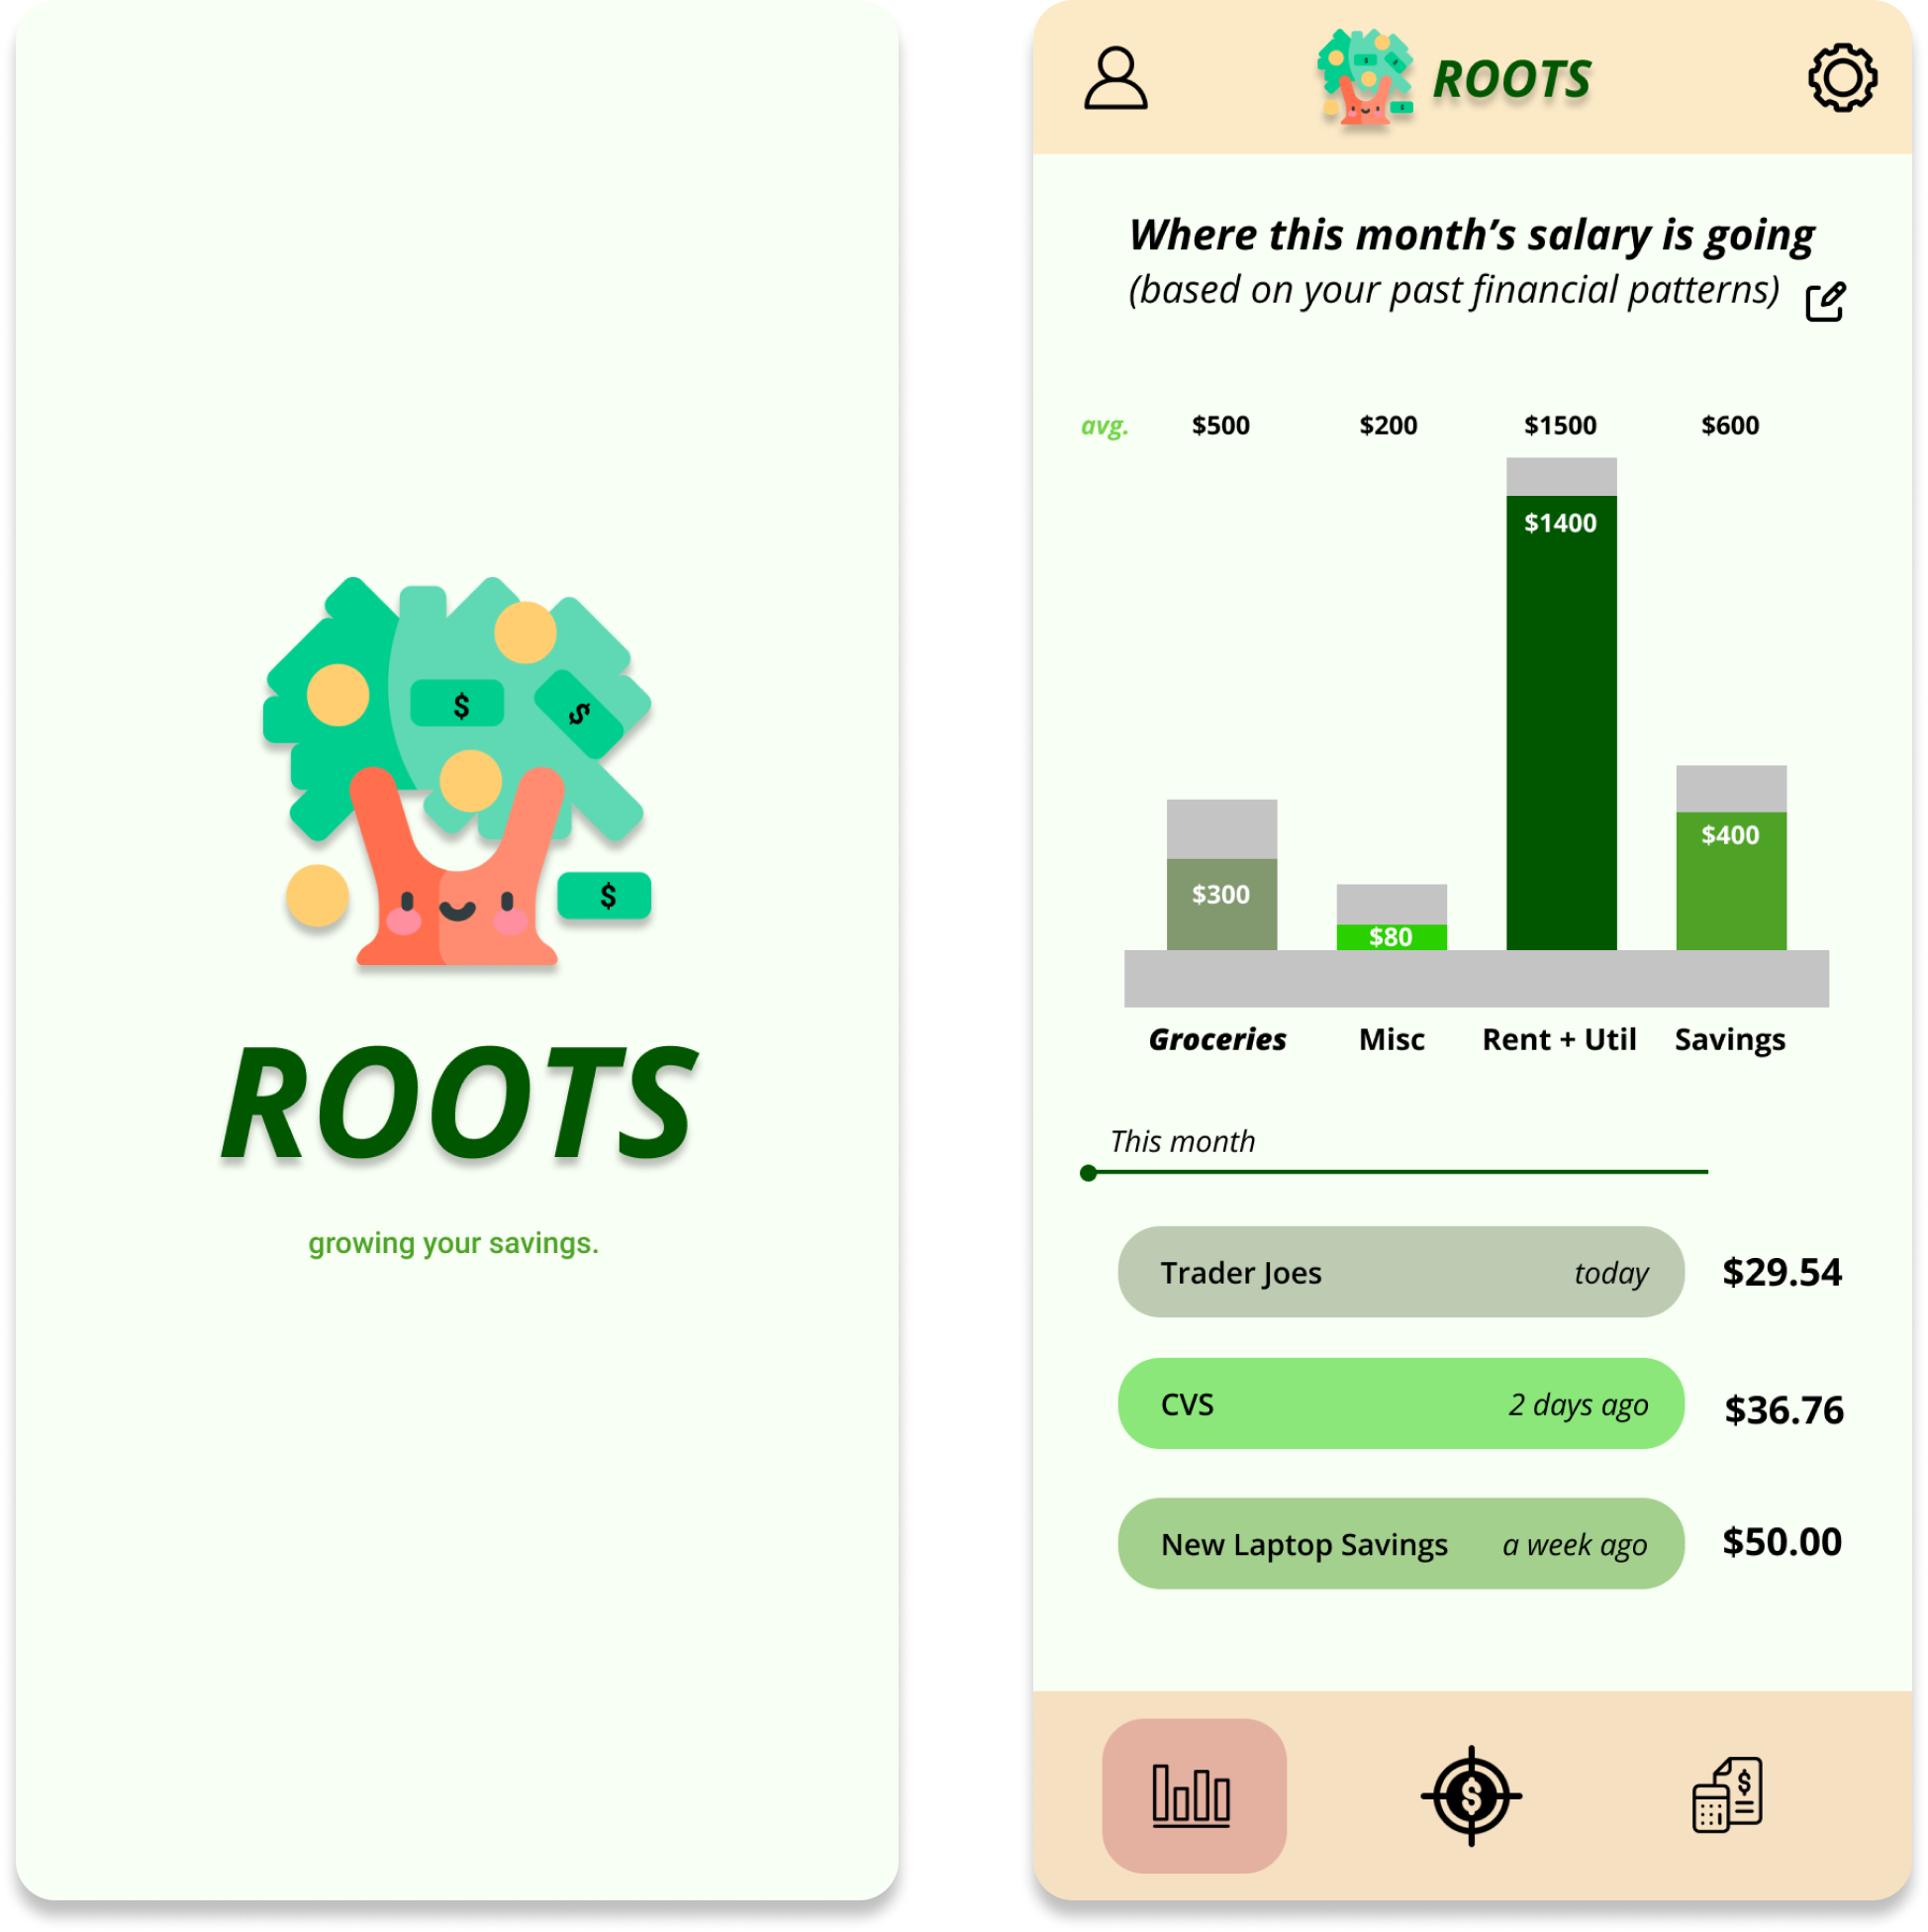 $
$
$
ROOTS
growing your savings.
$
$
$
ROOTS
Where this month’s salary is going
(based on your past financial patterns)
avg. $500 $200 $1500 $600
$1400
$400
$300
$80
Groceries Misc Rent + Util Savings
This month
Trader Joes today $29.54
CVS 2 days ago $36.76
New Laptop Savings a week ago $50.00
$
$